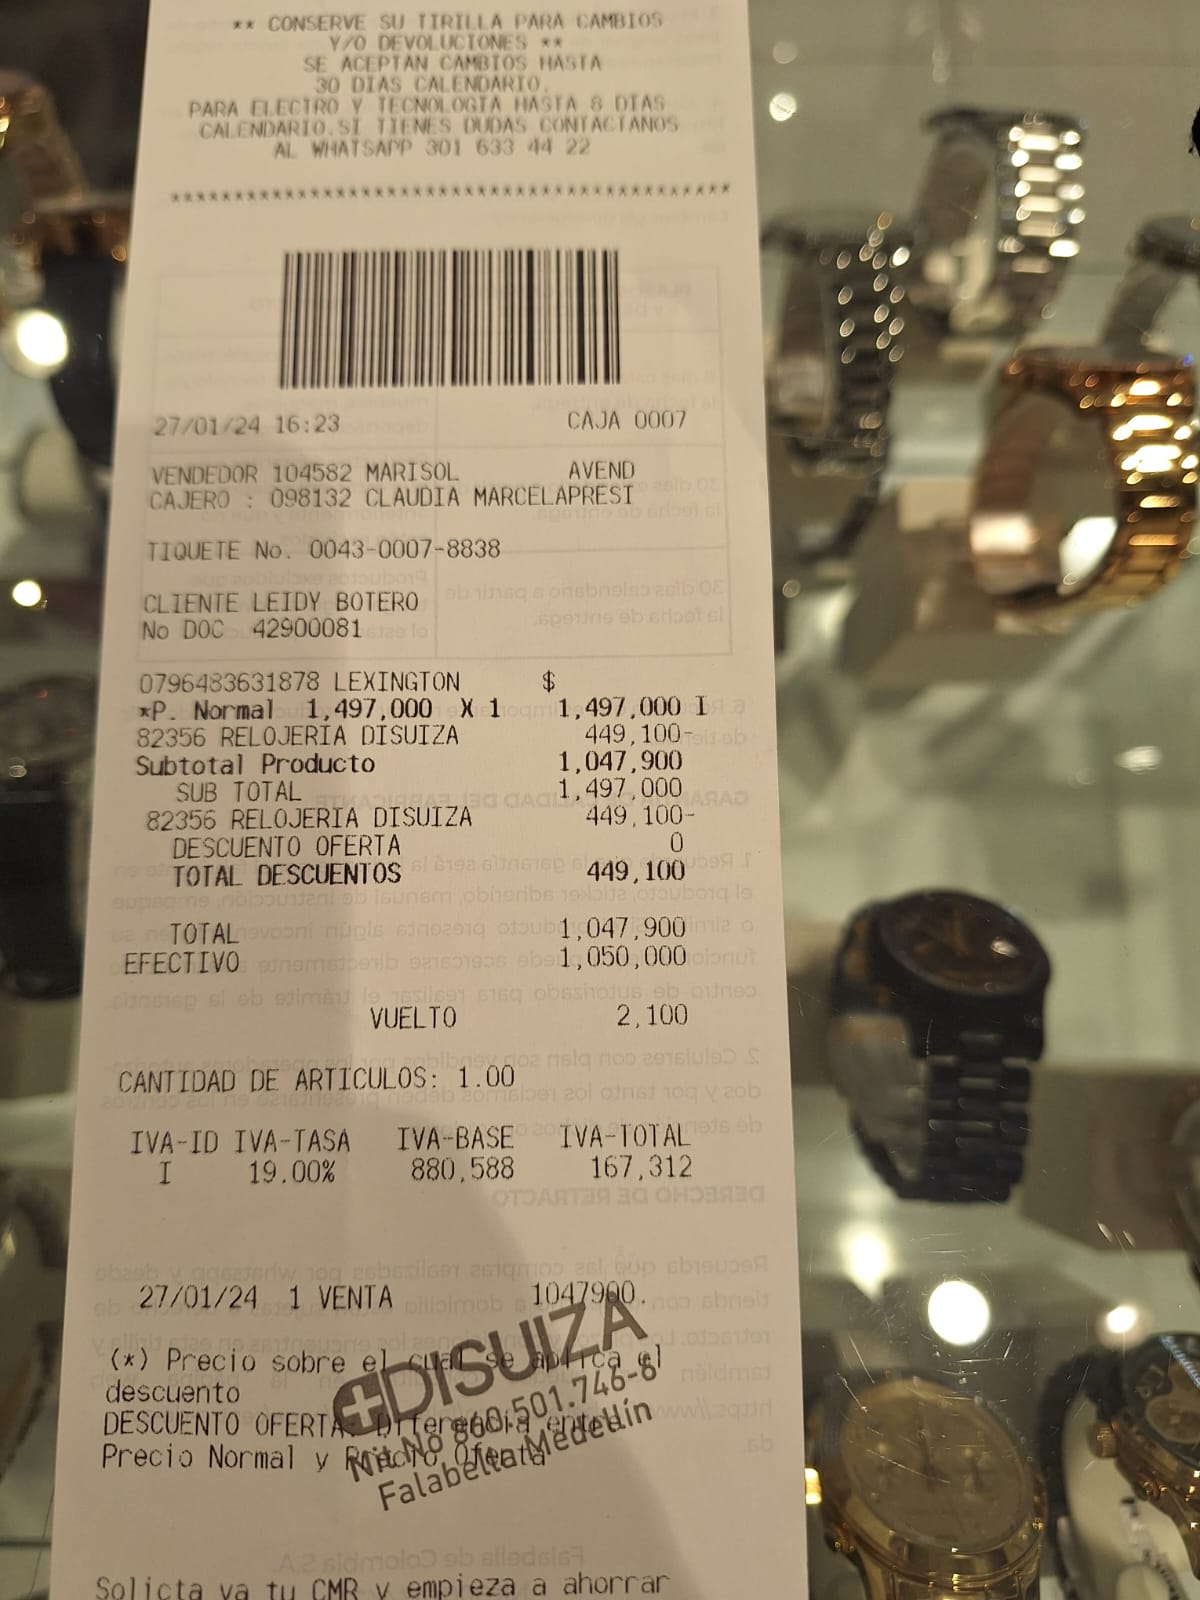 ** CONSERVE SU TIRILLA PARA CAMBIOS
Y/O DEVOLUCIONES **
SE ACEPTAN CAMBIOS HASTA
30 DIAS CALENDARIO.
PARA ELECTRO Y TECNOLOGIA HASTA 8 DIAS
CALENDARIO.SI TIENES DUDAS CONTACTANOS
AL WHATSAPP 301 633 44 22
27/01/24 16:23 CAJA 0007
VENDEDOR 104582 MARISOL AVEND
CAJERO : 098132 CLAUDIA MARCELAPRESI
TIQUETE No. 0043-0007-8838
CLIENTE LEIDY BOTERO
No DOC 42900081
0796483631878 LEXINGTON $
*P. Normal 1,497,000 X 1 1,497,000 I
82356 RELOJERIA DISUIZA 449,100-
Subtotal Producto 1,047,900
SUB TOTAL 1,497,000
82356 RELOJERIA DISUIZA 449,100-
DESCUENTO OFERTA 0
TOTAL DESCUENTOS 449,100
TOTAL 1,047,900
EFECTIVO 1,050,000
VUELTO 2,100
CANTIDAD DE ARTICULOS: 1.00
IVA-ID IVA-TASA IVA-BASE IVA-TOTAL
I 19.00% 880,588 167,312
27/01/24 1 VENTA 1047900.
(*) Precio sobre el cual se aplica el
descuento
DESCUENTO OFERTA: Diferencia entre
Precio Normal y Precio Oferta
DISUIZA
Nit. No 860.501.746-6
Falabella Medellín
Solicta ya tu CMR y empieza a ahorrar